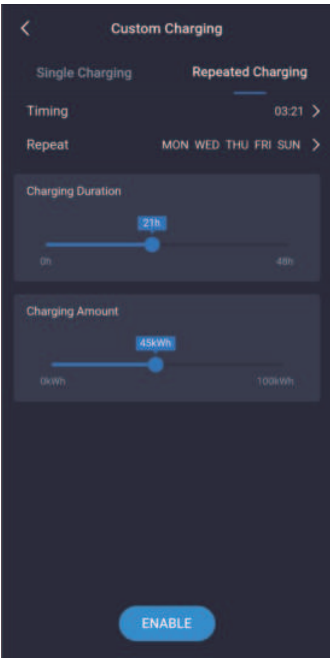 Custom Charging
Single Charging Repeated Charging
Timing 03:21
Repeat MON WED THU FRI SUN
Charging Duration
21h
0h 48h
Charging Amount
45kWh
0kWh 100kWh
ENABLE